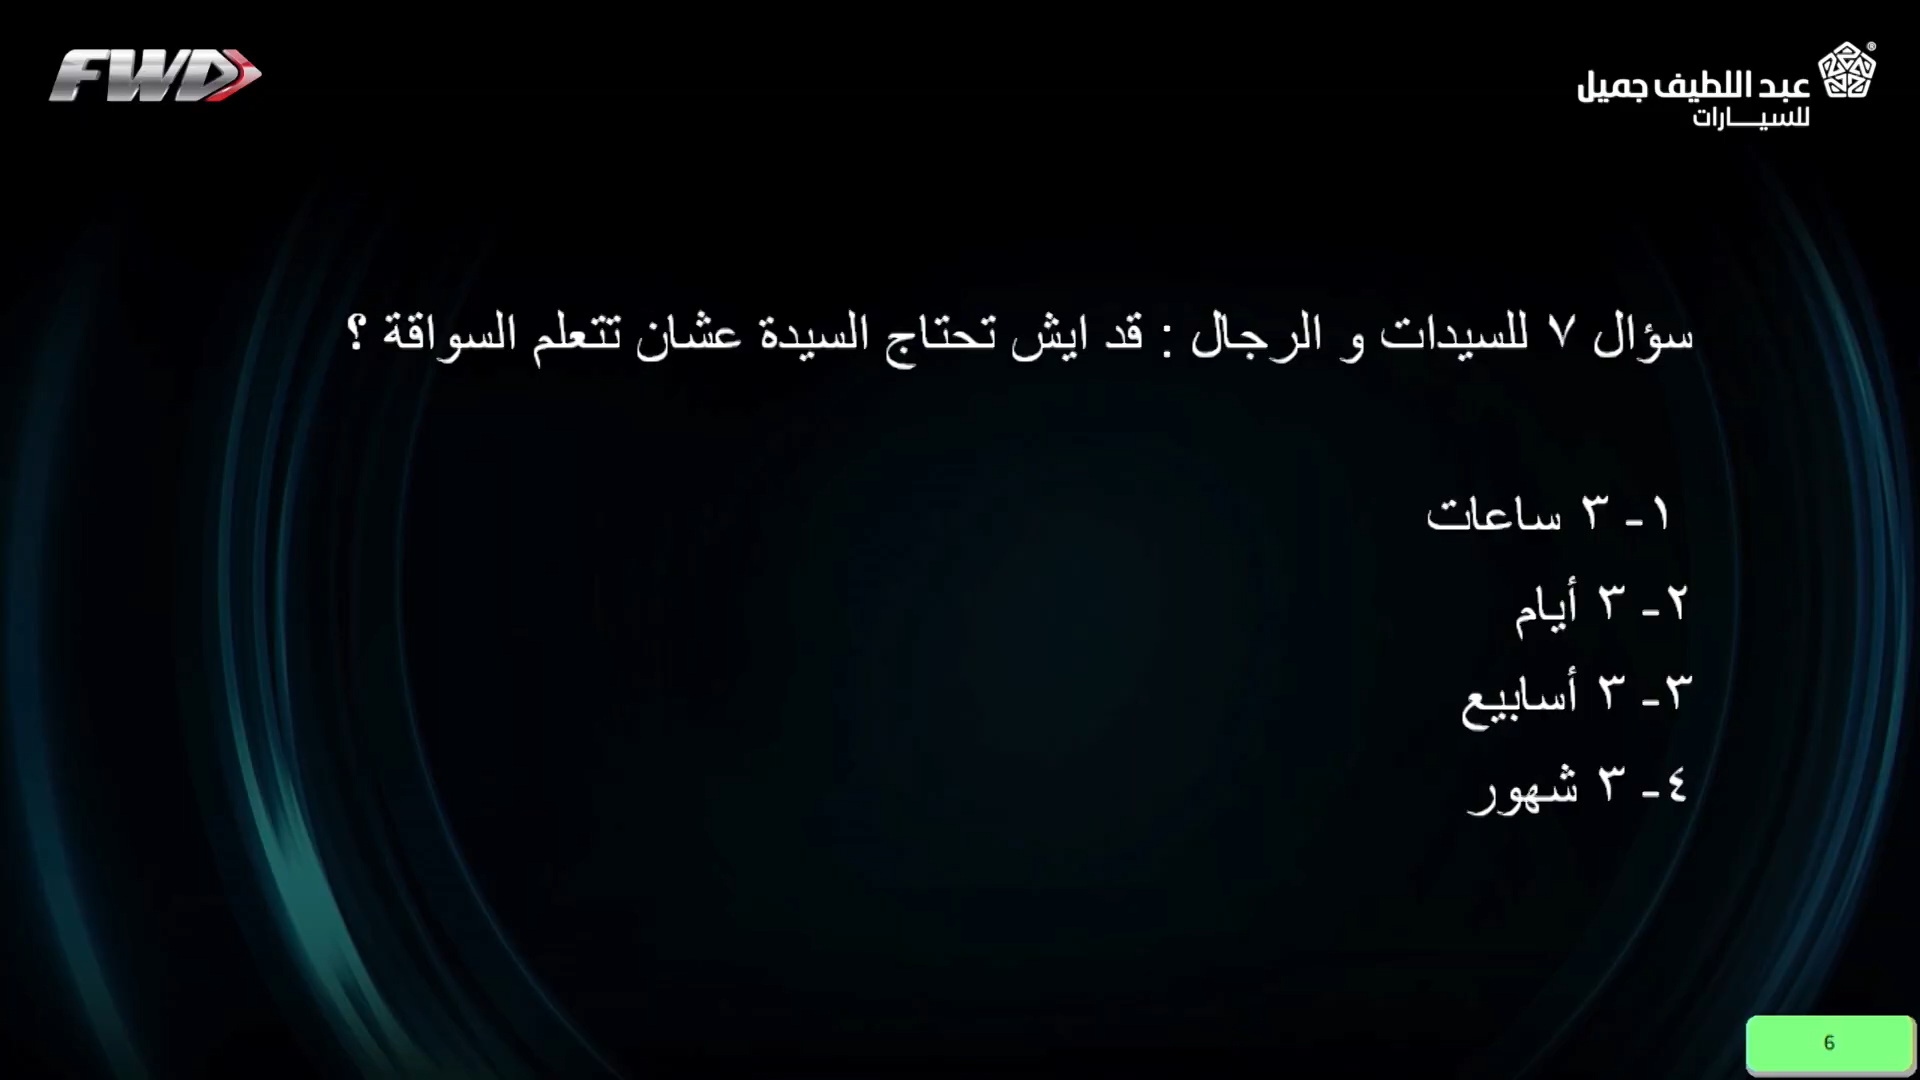 FWD
عبد اللطيف جميل
للسيـــارات
سؤال ٧ للسيدات و الرجال : قد ايش تحتاج السيدة عشان تتعلم السواقة ؟
١- ٣ ساعات
٢- ٣ أيام
٣- ٣ أسابيع
٤- ٣ شهور
6